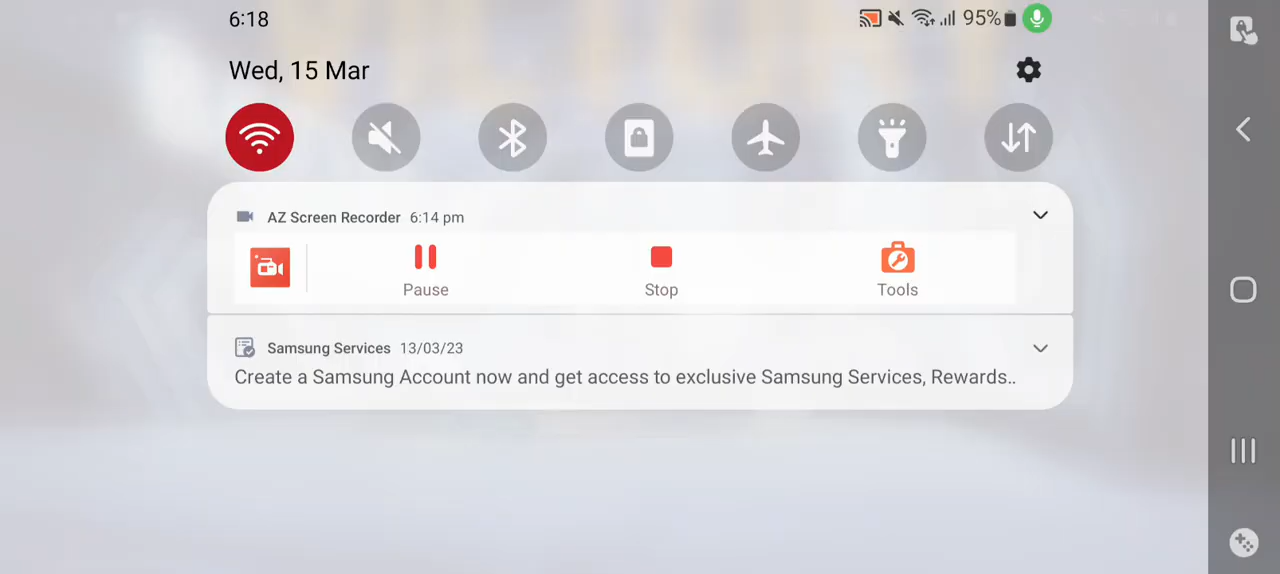 6:18
95%
Wed, 15 Mar
AZ Screen Recorder 6:14 pm
Pause Stop Tools
Samsung Services 13/03/23
Create a Samsung Account now and get access to exclusive Samsung Services, Rewards..